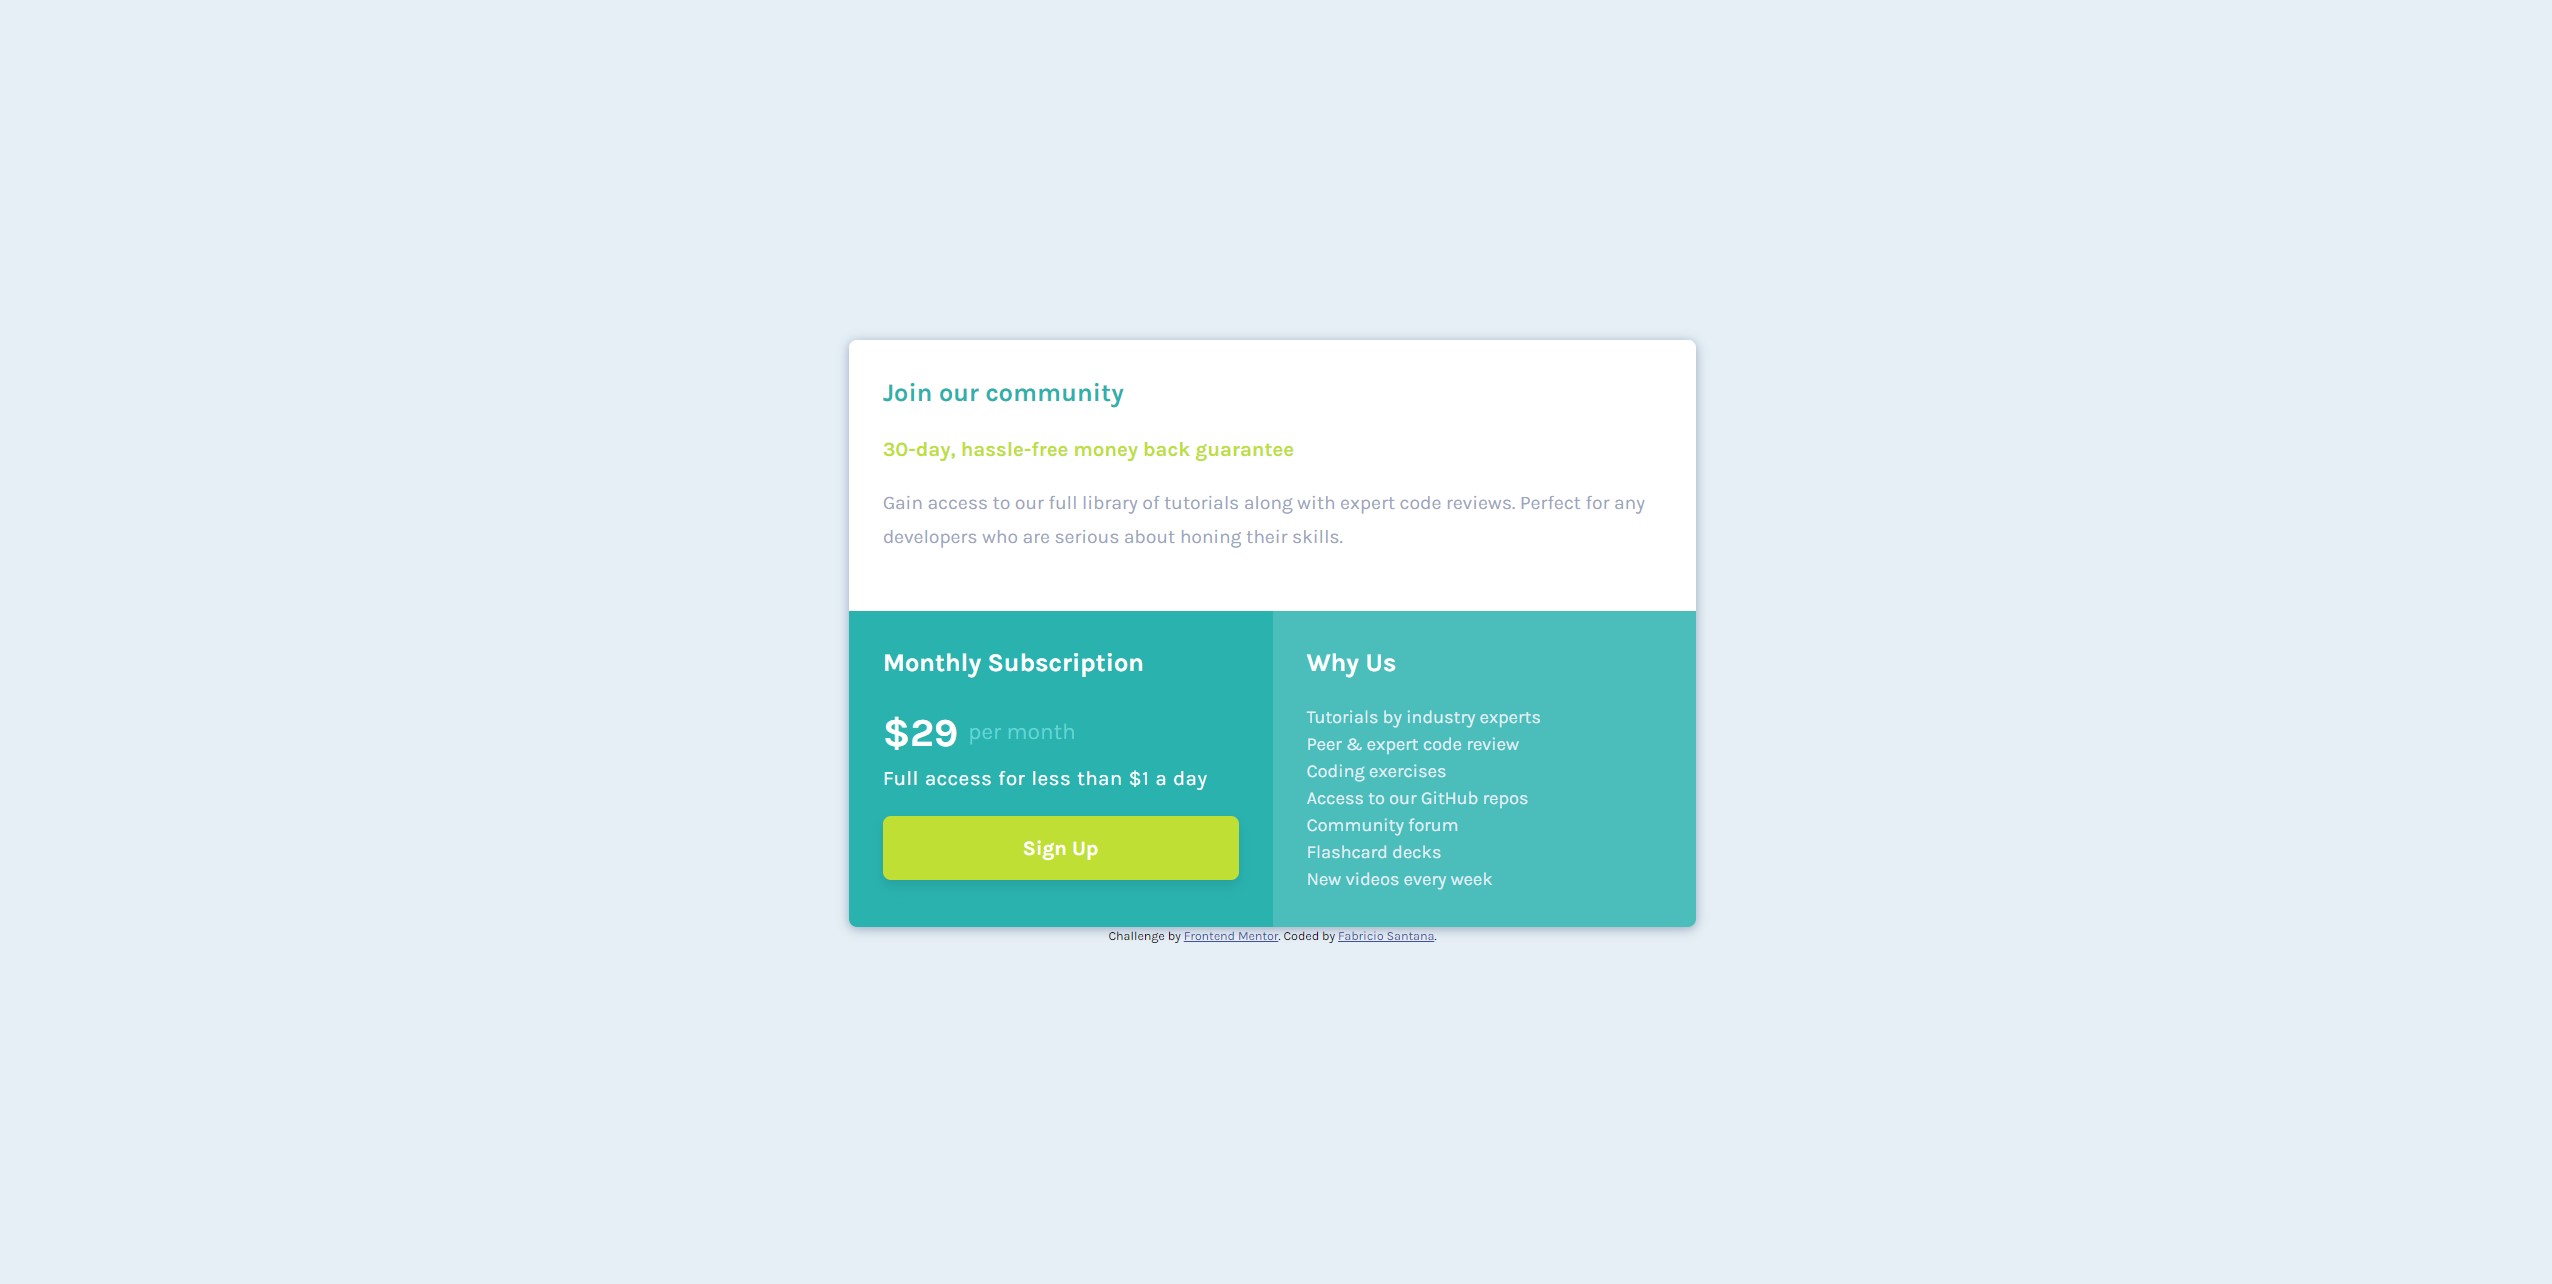 Join our community
30-day, hassle-free money back guarantee
Gain access to our full library of tutorials along with expert code reviews. Perfect for any
developers who are serious about honing their skills.
Monthly Subscription
$29 per month
Full access for less than $1 a day
Sign Up
Why Us
Tutorials by industry experts
Peer & expert code review
Coding exercises
Access to our GitHub repos
Community forum
Flashcard decks
New videos every week
Challenge by Frontend Mentor. Coded by Fabricio Santana.